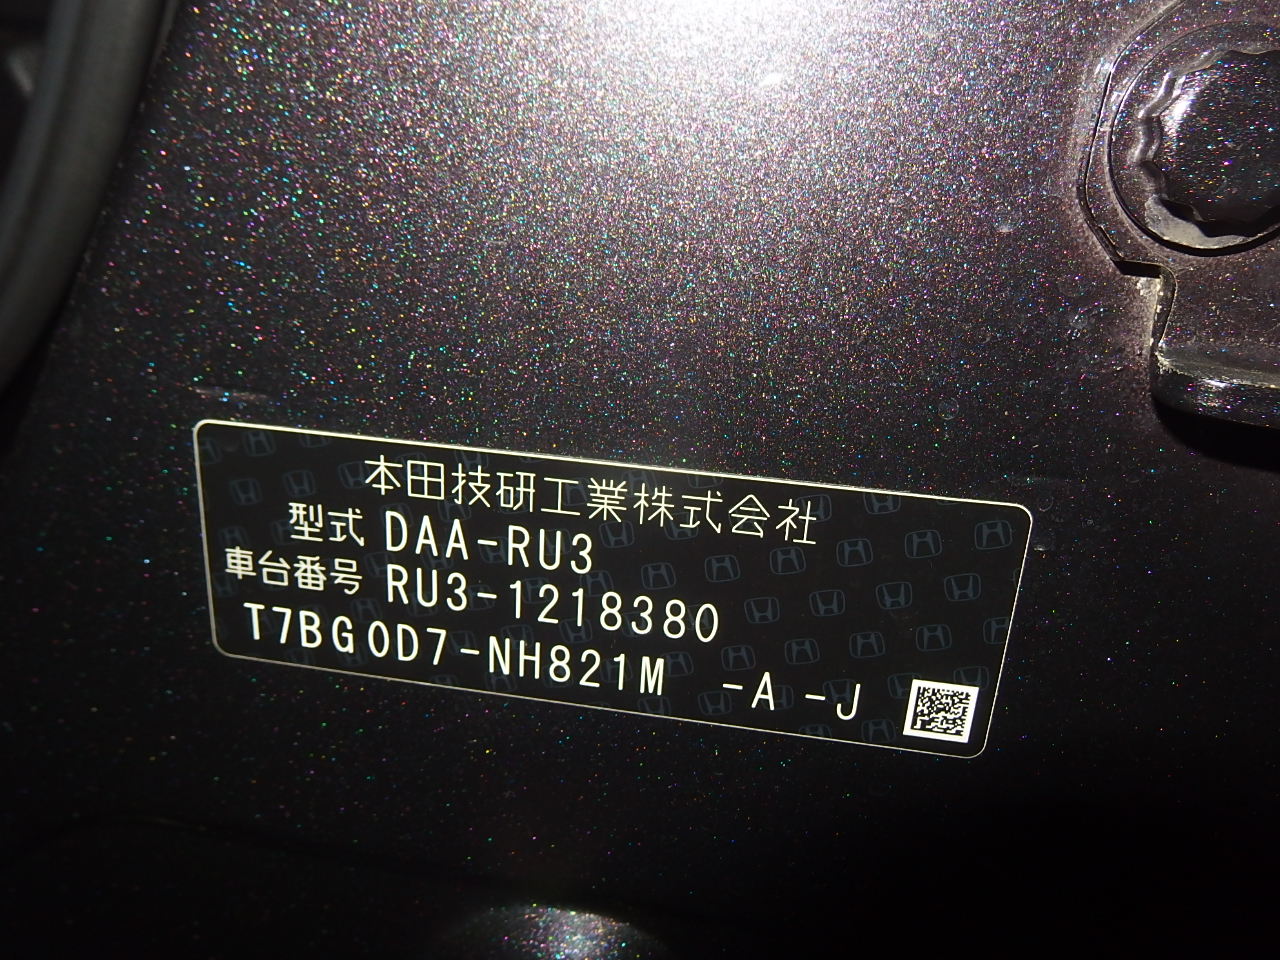 本田技研工業株式会社
型式 DAA-RU3
車台番号 RU3-1218380
T7BG0D7-NH821M -A -J